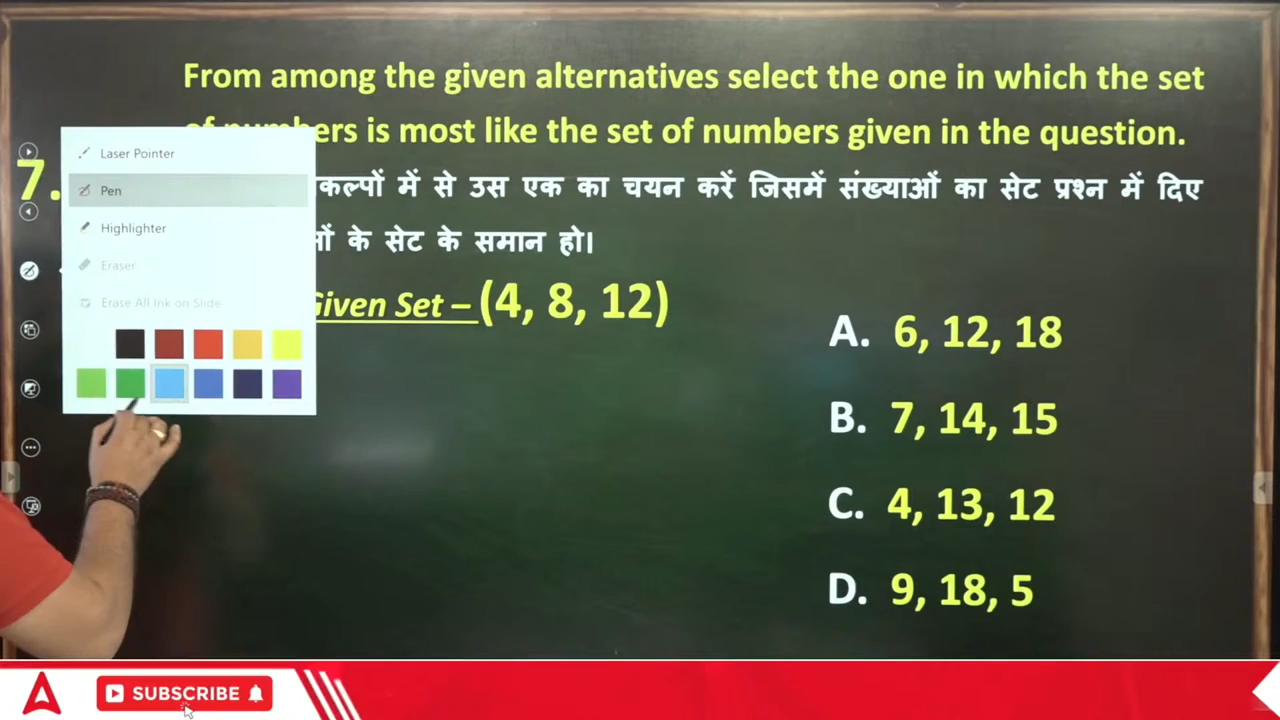 From among the given alternatives select the one in which the set
numbers is most like the set of numbers given in the question.
7.
कल्पों में से उस एक का चयन करें जिसमें संख्याओं का सेट प्रश्न में दिए
ओं के सेट के समान हो।
Given Set – (4, 8, 12)
Laser Pointer
Pen
Highlighter
Eraser
Erase All Ink on Slide
A. 6, 12, 18
B. 7, 14, 15
C. 4, 13, 12
D. 9, 18, 5
SUBSCRIBE